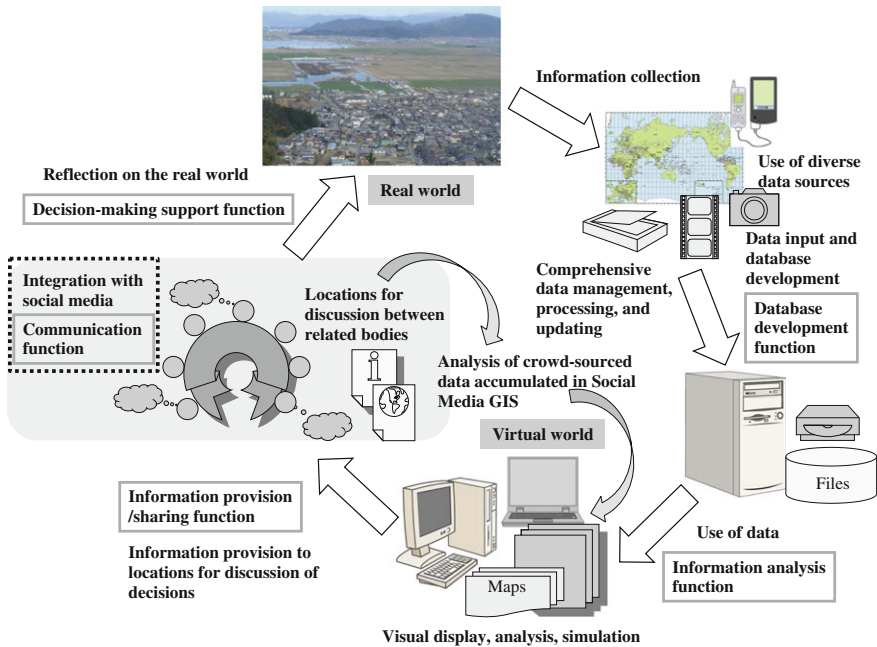 Information collection
Use of diverse
data sources
Reflection on the real world
Real world
Decision-making support function
Data input and
database
development
Comprehensive
data management,
processing, and
updating
Integration with
social media
Communication
function
Locations for
discussion between
related bodies
Database
development
function
Analysis of crowd-sourced
data accumulated in Social
Media GIS
Virtual world
Files
Information provision
/sharing function
Use of data
Information provision to
locations for discussion of
decisions
Information analysis
function
Maps
Visual display, analysis, simulation
i